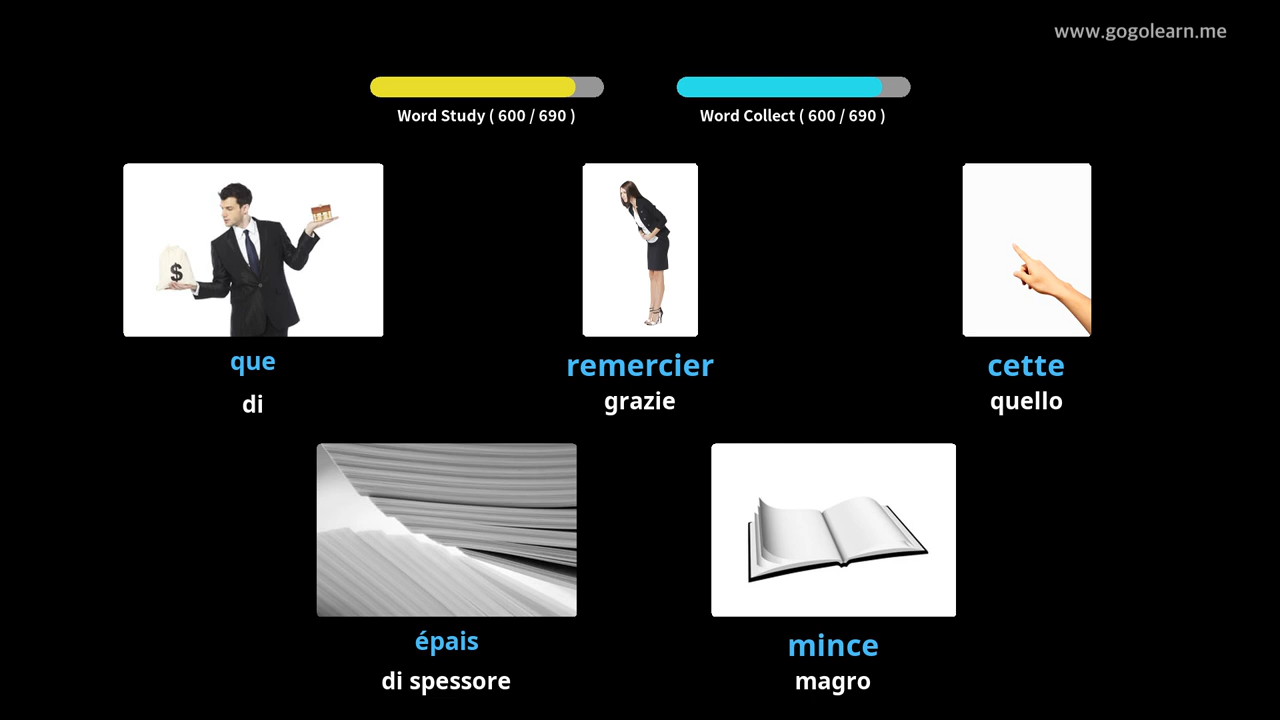 www.gogolearn.me
Word Study ( 600 / 690 )
Word Collect ( 600 / 690 )
$
que
di
remercier
grazie
cette
quello
épais
di spessore
mince
magro